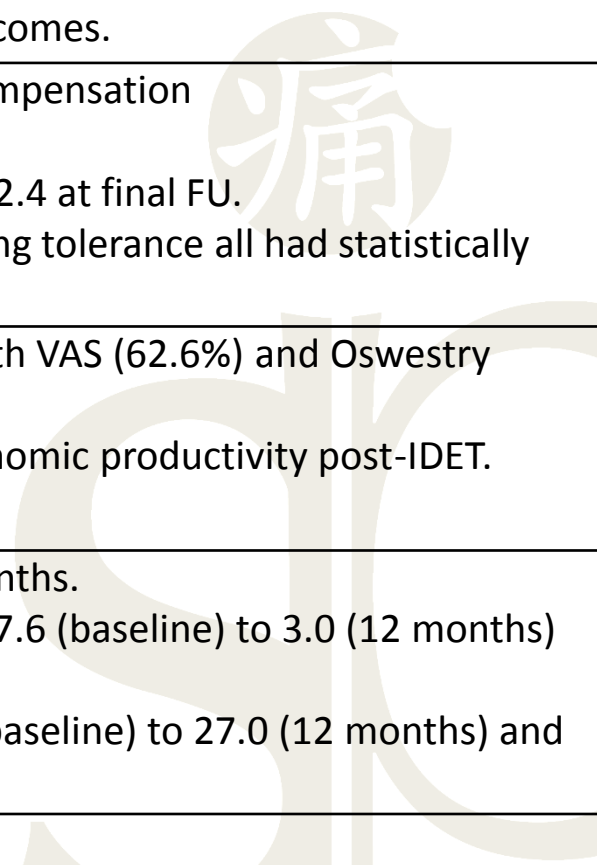 comes.
痛
mpensation
2.4 at final FU.
ng tolerance all had statistically
th VAS (62.6%) and Oswestry
nomic productivity post-IDET.
nths.
7.6 (baseline) to 3.0 (12 months)
baseline) to 27.0 (12 months) and